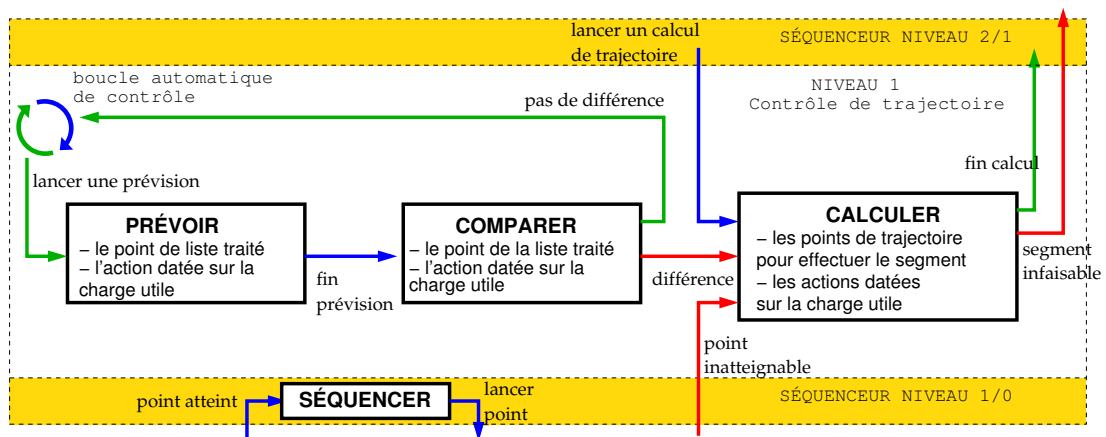 lancer un calcul
de trajectoire
SÉQUENCEUR NIVEAU 2/1
boucle automatique
de contrôle
NIVEAU 1
Contrôle de trajectoire
pas de différence
fin calcul
lancer une prévision
PRÉVOIR
– le point de liste traité
– l'action datée sur la
charge utile
fin
prévision
COMPARER
– le point de la liste traité
– l'action datée sur la
charge utile
différence
CALCULER
– les points de trajectoire
pour effectuer le segment
– les actions datées
sur la charge utile
segment
infaisable
point
inatteignable
point atteint
SÉQUENCER
lancer
point
SÉQUENCEUR NIVEAU 1/0